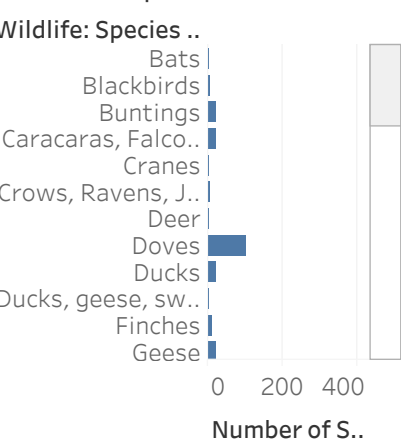 Wildlife: Species ..
Bats
Blackbirds
Buntings
Caracaras, Falco..
Cranes
Crows, Ravens, J..
Deer
Doves
Ducks
Ducks, geese, sw..
Finches
Geese
0 200 400
Number of S..